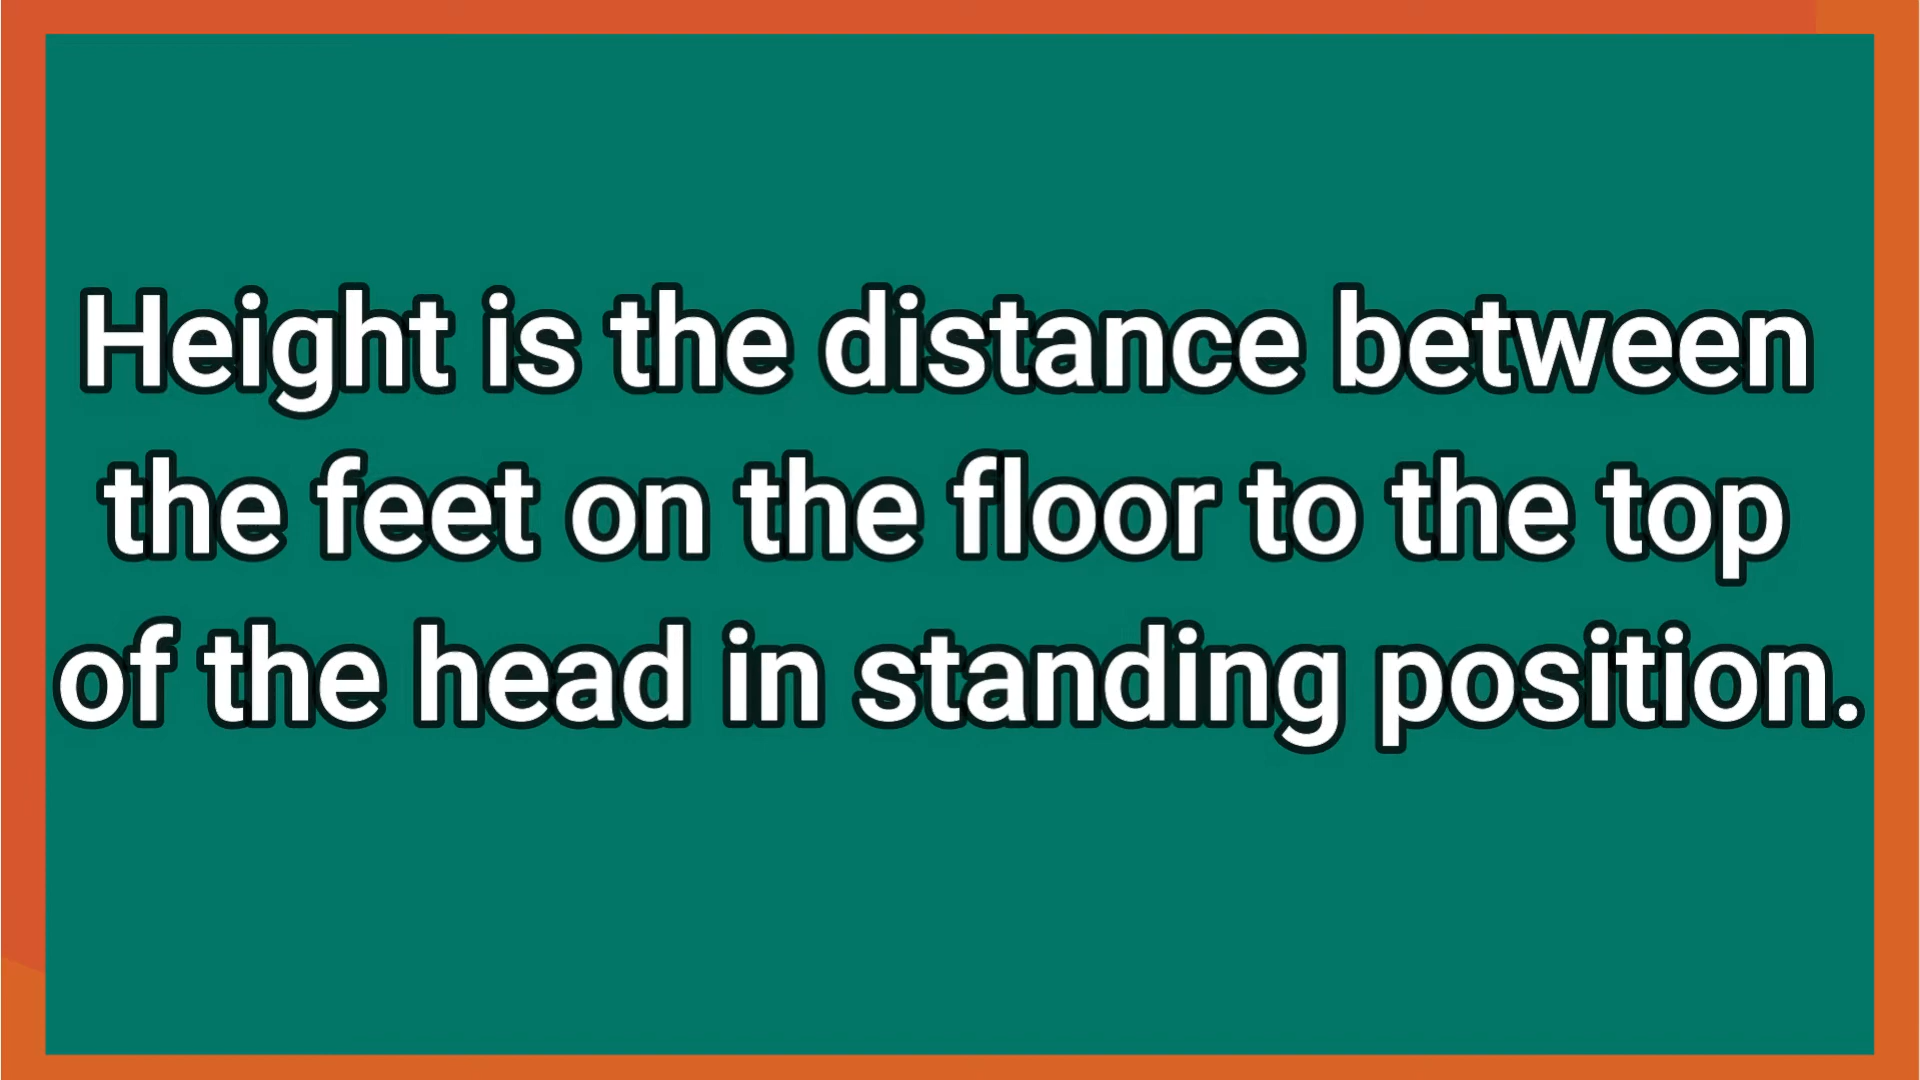 Height is the distance between
the feet on the floor to the top
of the head in standing position.